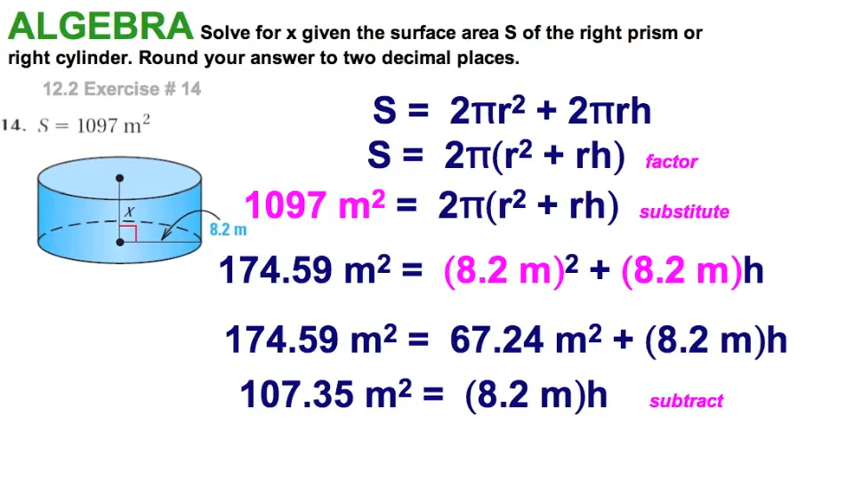 ALGEBRA Solve for x given the surface area S of the right prism or
right cylinder. Round your answer to two decimal places.
12.2 Exercise # 14
14. S = 1097 m²
S = 2πr² + 2πrh
S = 2π(r² + rh) factor
1097 m² = 2π(r² + rh) substitute
x
8.2 m
174.59 m² = (8.2 m)² + (8.2 m)h
174.59 m² = 67.24 m² + (8.2 m)h
107.35 m² = (8.2 m)h subtract